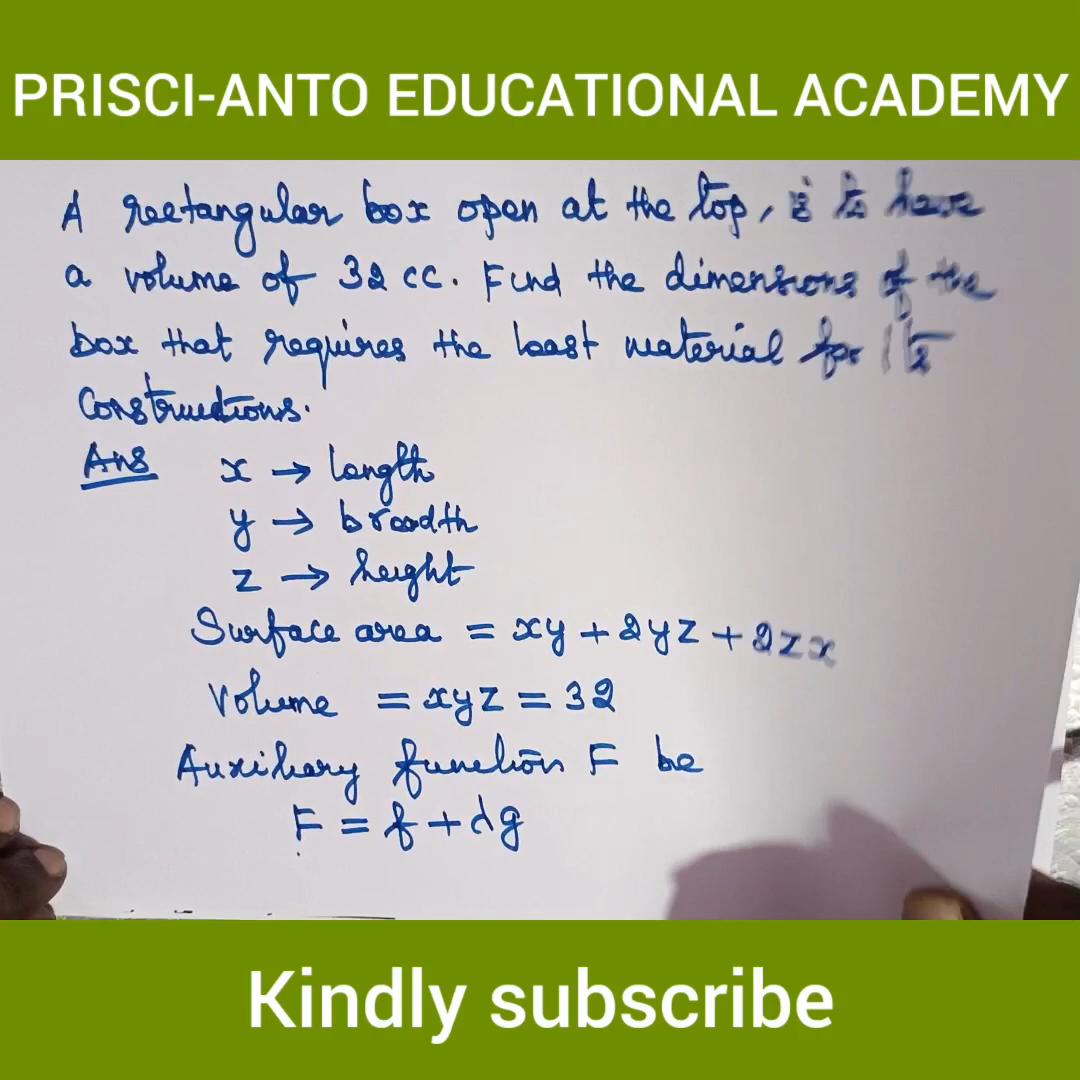 PRISCI-ANTO EDUCATIONAL ACADEMY
A rectangular box open at the top, is to have
a volume of 32 cc. Find the dimensions of the
box that requires the least material for its
Constructions.
Ans x → length
y → breadth
z → height
Surface area = xy + 2yz + 2zx
Volume = xyz = 32
Auxiliary function F be
F = f + λg
Kindly subscribe